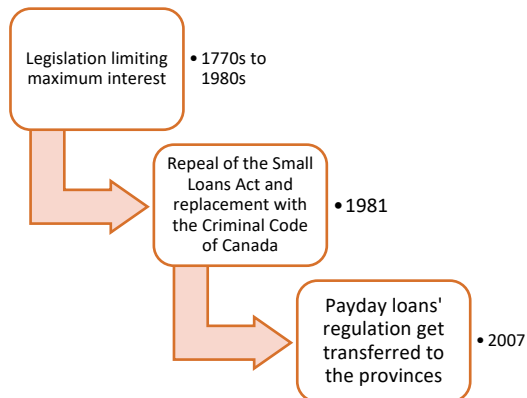 Legislation limiting
maximum interest
• 1770s to
1980s
Repeal of the Small
Loans Act and
replacement with
the Criminal Code
of Canada
• 1981
Payday loans'
regulation get
transferred to
the provinces
• 2007